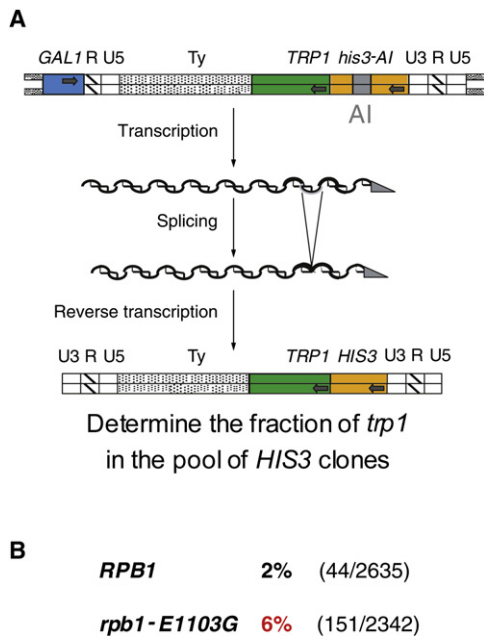 A
GAL1 R U5 Ty TRP1 his3-AI U3 R U5
AI
Transcription
Splicing
Reverse transcription
U3 R U5 Ty TRP1 HIS3 U3 R U5
Determine the fraction of trp1
in the pool of HIS3 clones
B
RPB1 2% (44/2635)
rpb1-E1103G 6% (151/2342)